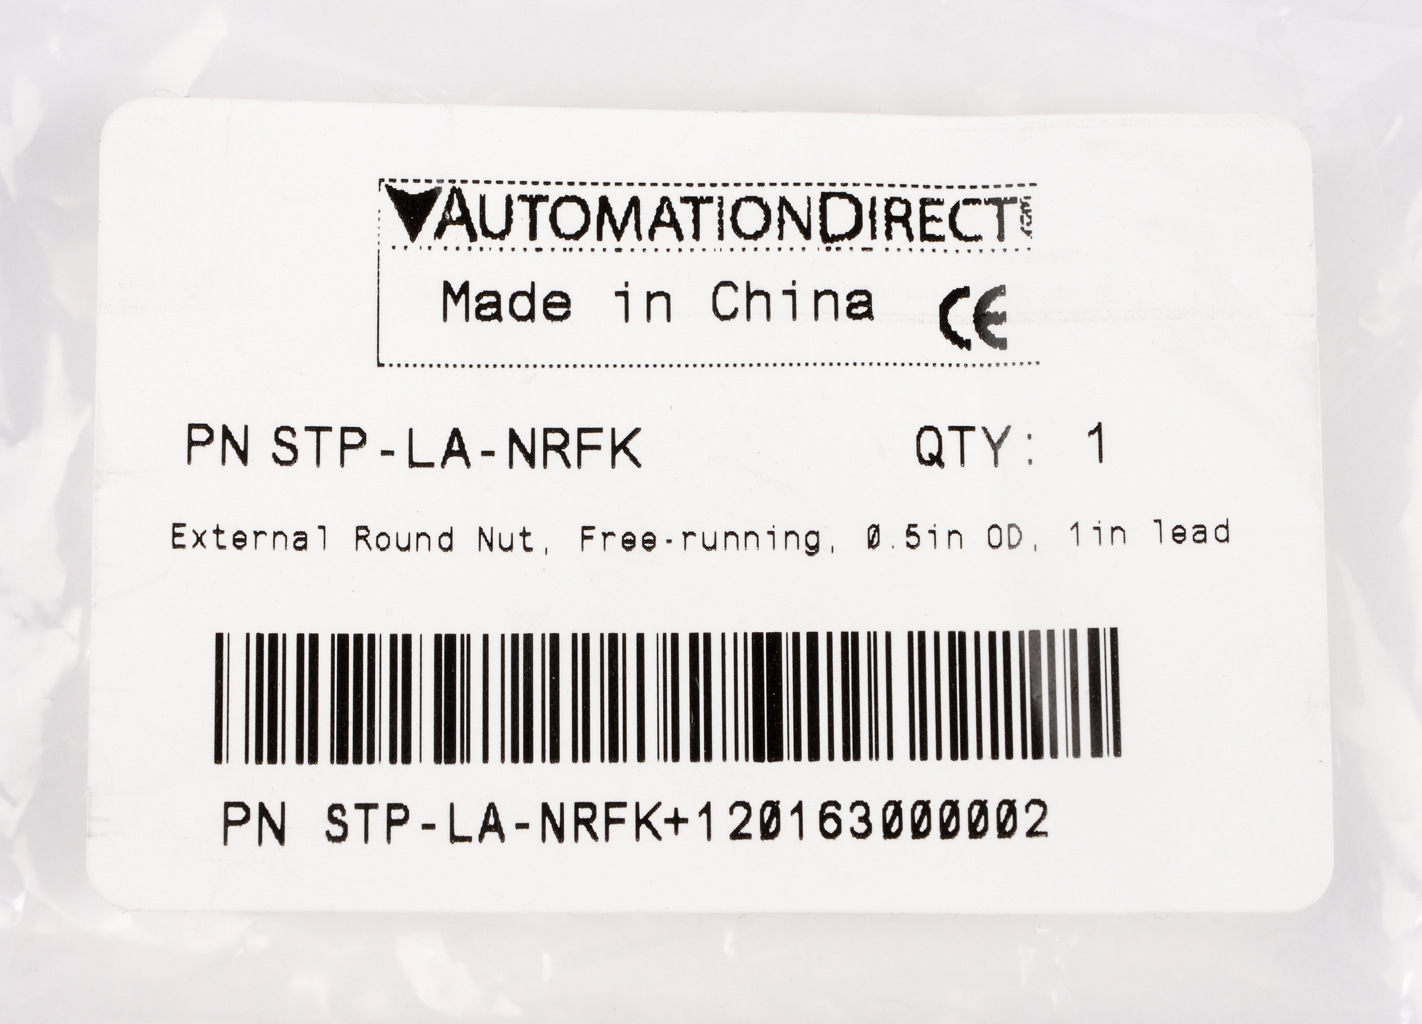 AUTOMATIONDIRECT
Made in China CE
PN STP-LA-NRFK QTY: 1
External Round Nut, Free-running, 0.5in OD, 1in lead
PN STP-LA-NRFK+120163000002